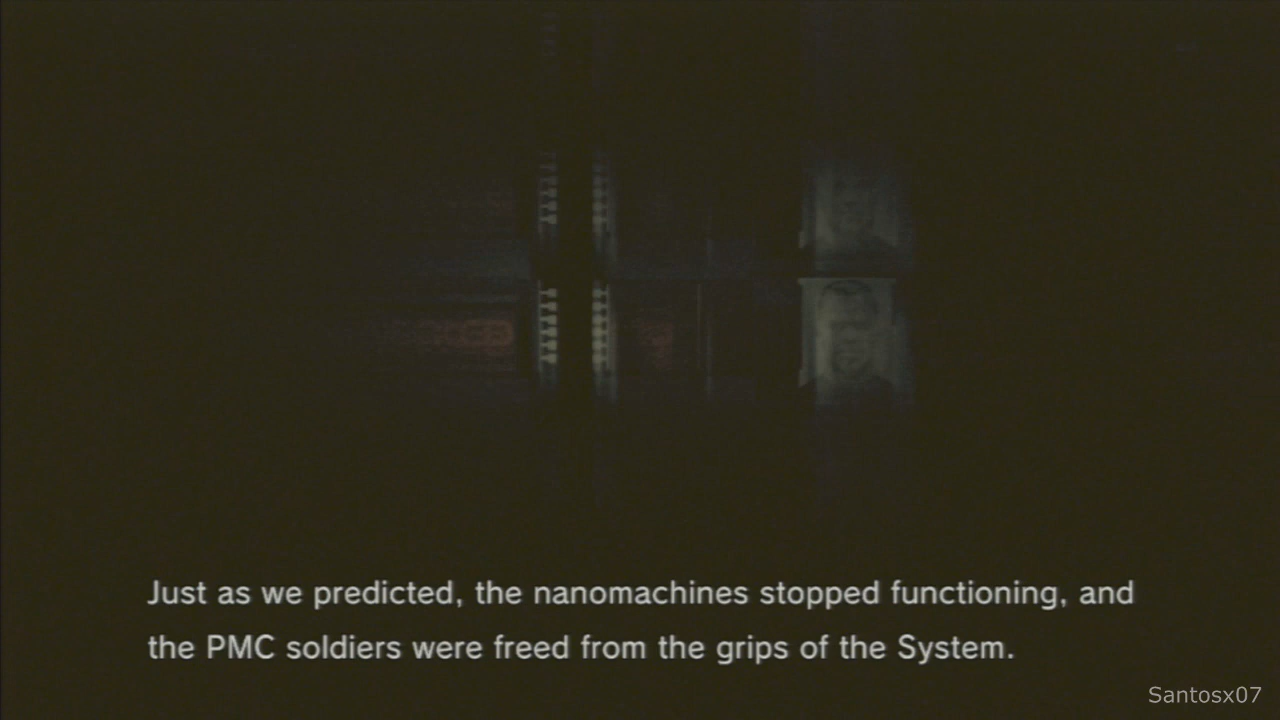 Just as we predicted, the nanomachines stopped functioning, and
the PMC soldiers were freed from the grips of the System.
Santosx07